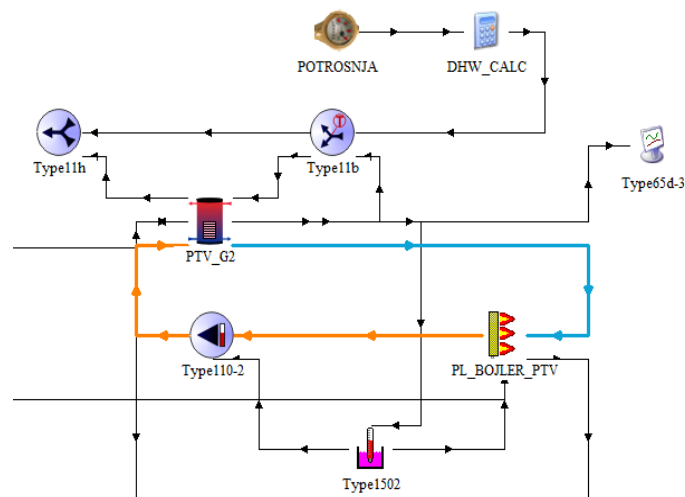 POTROSNJA
DHW_CALC
Type11h
Type11b
Type65d-3
PTV_G2
Type110-2
PL_BOJLER_PTV
Type1502